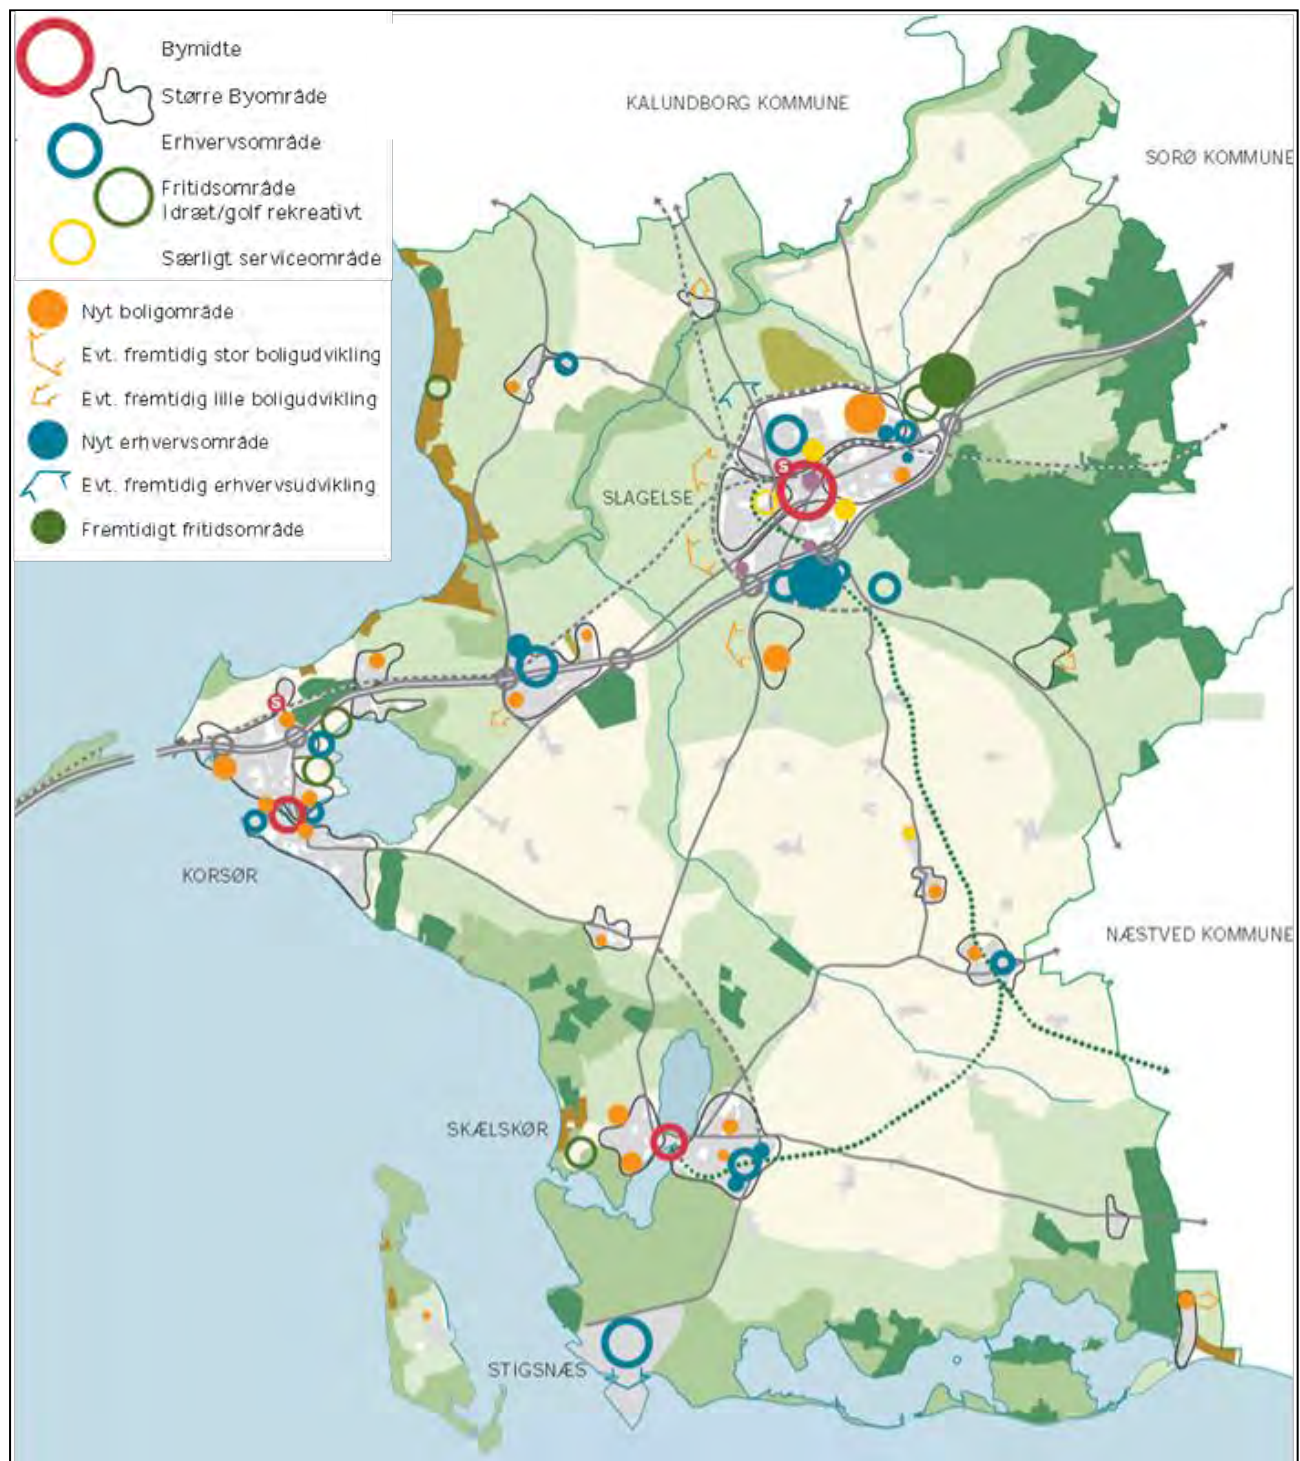 Bymidte
Større Byområde
Erhvervsområde
Fritidsområde
Idræt/golf rekreativt
Særligt serviceområde
Nyt boligområde
Evt. fremtidig stor boligudvikling
Evt. fremtidig lille boligudvikling
Nyt erhvervsområde
Evt. fremtidig erhvervsudvikling
Fremtidigt fritidsområde
KALUNDBORG KOMMUNE
SORØ KOMMUNE
S
SLAGELSE
S
KORSØR
NÆSTVED KOMMUNE
SKÆLSKØR
STIGSNÆS